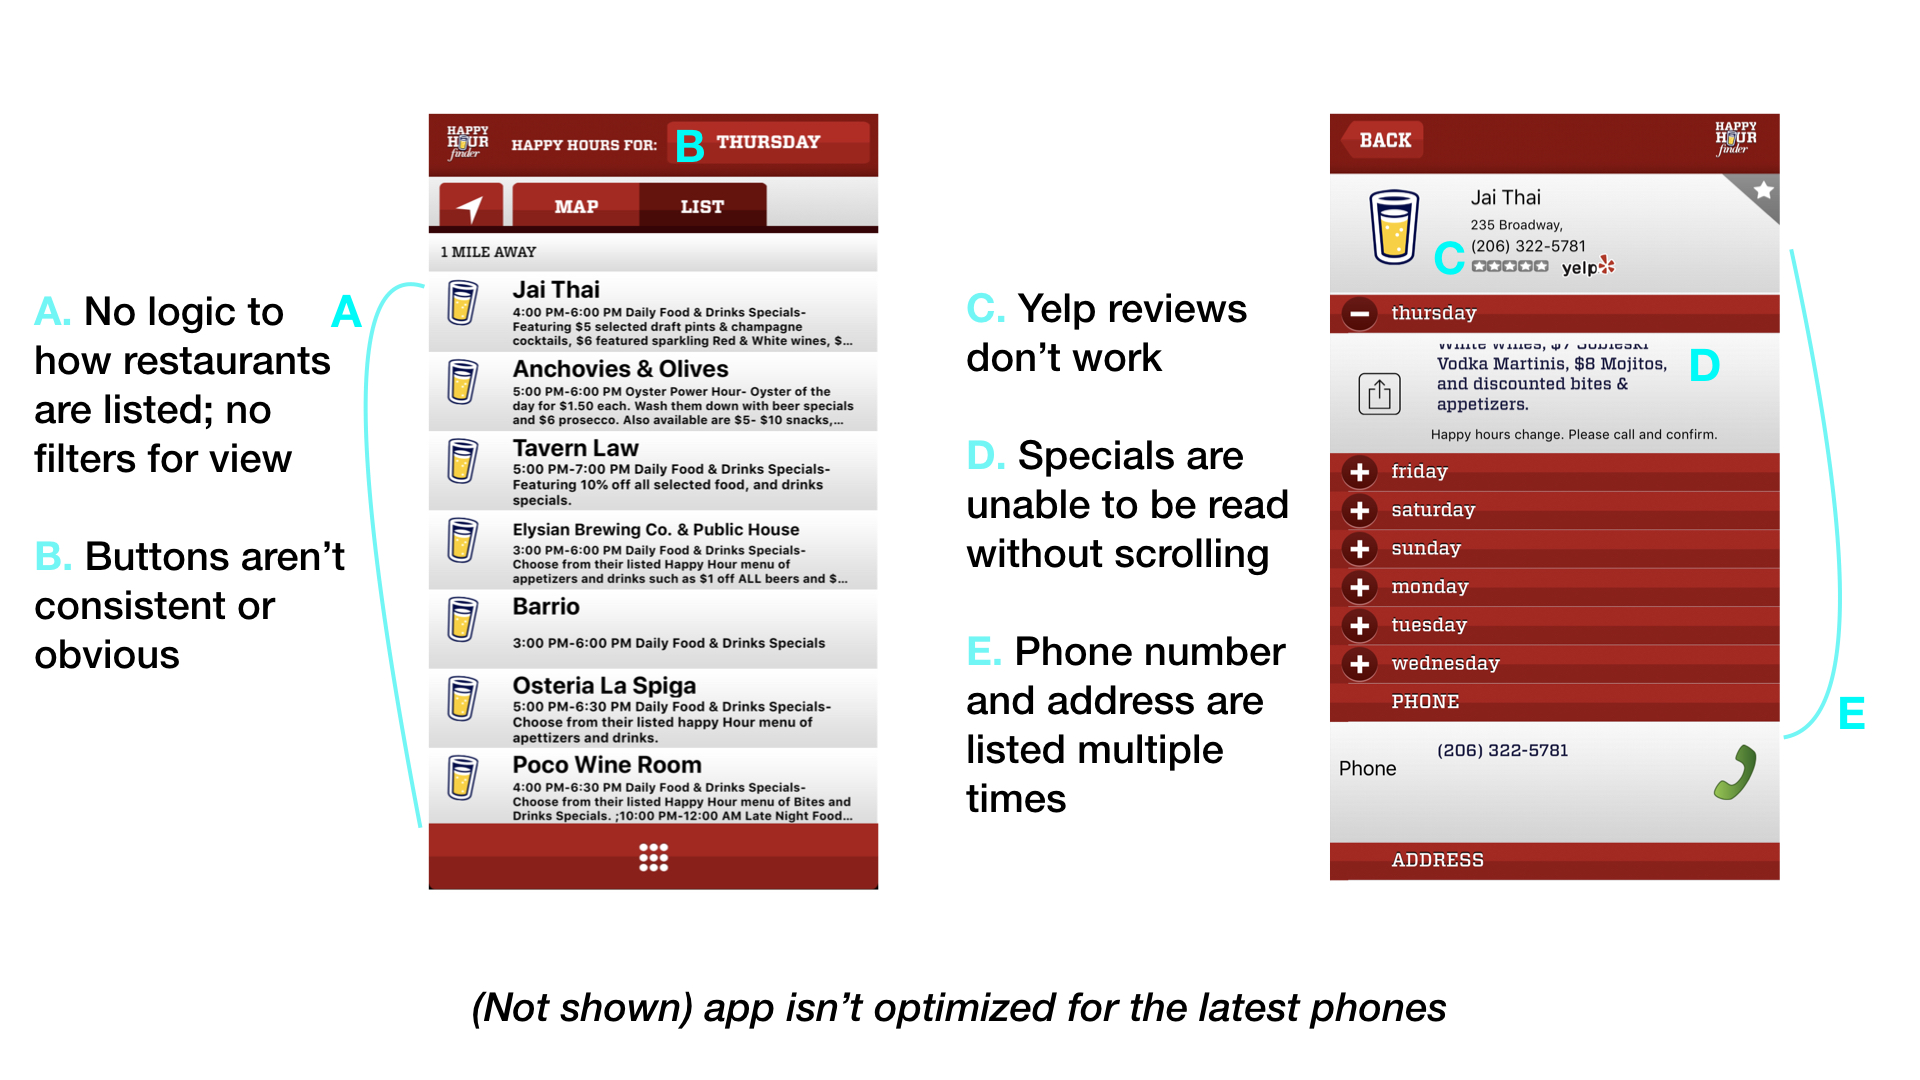 A. No logic to
how restaurants
are listed; no
filters for view
B. Buttons aren't
consistent or
obvious
A
HAPPY
HOUR
finder
HAPPY HOURS FOR:
B
THURSDAY
MAP
LIST
1 MILE AWAY
Jai Thai
4:00 PM-6:00 PM Daily Food & Drinks Specials-
Featuring $5 selected draft pints & champagne
cocktails, $6 featured sparkling Red & White wines, $...
Anchovies & Olives
5:00 PM-6:00 PM Oyster Power Hour- Oyster of the
day for $1.50 each. Wash them down with beer specials
and $6 prosecco. Also available are $5- $10 snacks,...
Tavern Law
5:00 PM-7:00 PM Daily Food & Drinks Specials-
Featuring 10% off all selected food, and drinks
specials.
Elysian Brewing Co. & Public House
3:00 PM-6:00 PM Daily Food & Drinks Specials-
Choose from their listed Happy Hour menu of
appetizers and drinks such as $1 off ALL beers and $...
Barrio
3:00 PM-6:00 PM Daily Food & Drinks Specials
Osteria La Spiga
5:00 PM-6:30 PM Daily Food & Drinks Specials-
Choose from their listed happy Hour menu of
apettizers and drinks.
Poco Wine Room
4:00 PM-6:30 PM Daily Food & Drinks Specials-
Choose from their listed Happy Hour menu of Bites and
Drinks Specials. ;10:00 PM-12:00 AM Late Night Food...
C. Yelp reviews
don't work
D. Specials are
unable to be read
without scrolling
E. Phone number
and address are
listed multiple
times
BACK
HAPPY
HOUR
finder
Jai Thai
235 Broadway,
C
(206) 322-5781
yelp
thursday
White wines, $7 Sobieski
Vodka Martinis, $8 Mojitos,
and discounted bites &
appetizers.
D
Happy hours change. Please call and confirm.
friday
saturday
sunday
monday
tuesday
wednesday
PHONE
(206) 322-5781
Phone
ADDRESS
E
(Not shown) app isn't optimized for the latest phones